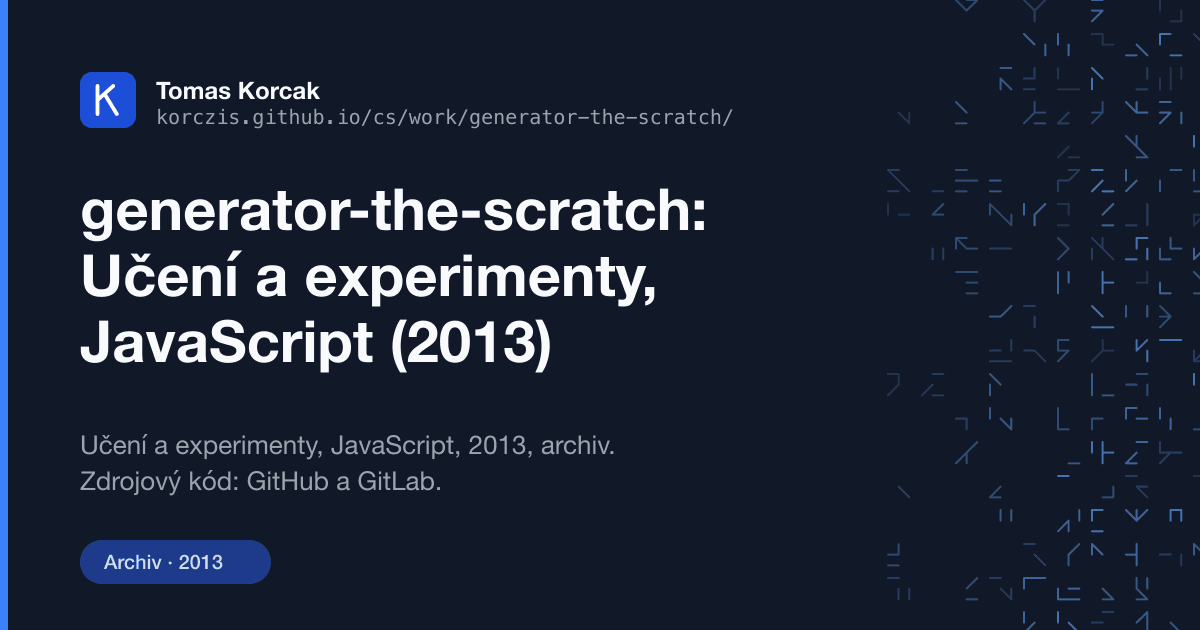 K
Tomas Korcak
korczis.github.io/cs/work/generator-the-scratch/
generator-the-scratch:
Učení a experimenty,
JavaScript (2013)
Učení a experimenty, JavaScript, 2013, archiv.
Zdrojový kód: GitHub a GitLab.
Archiv · 2013